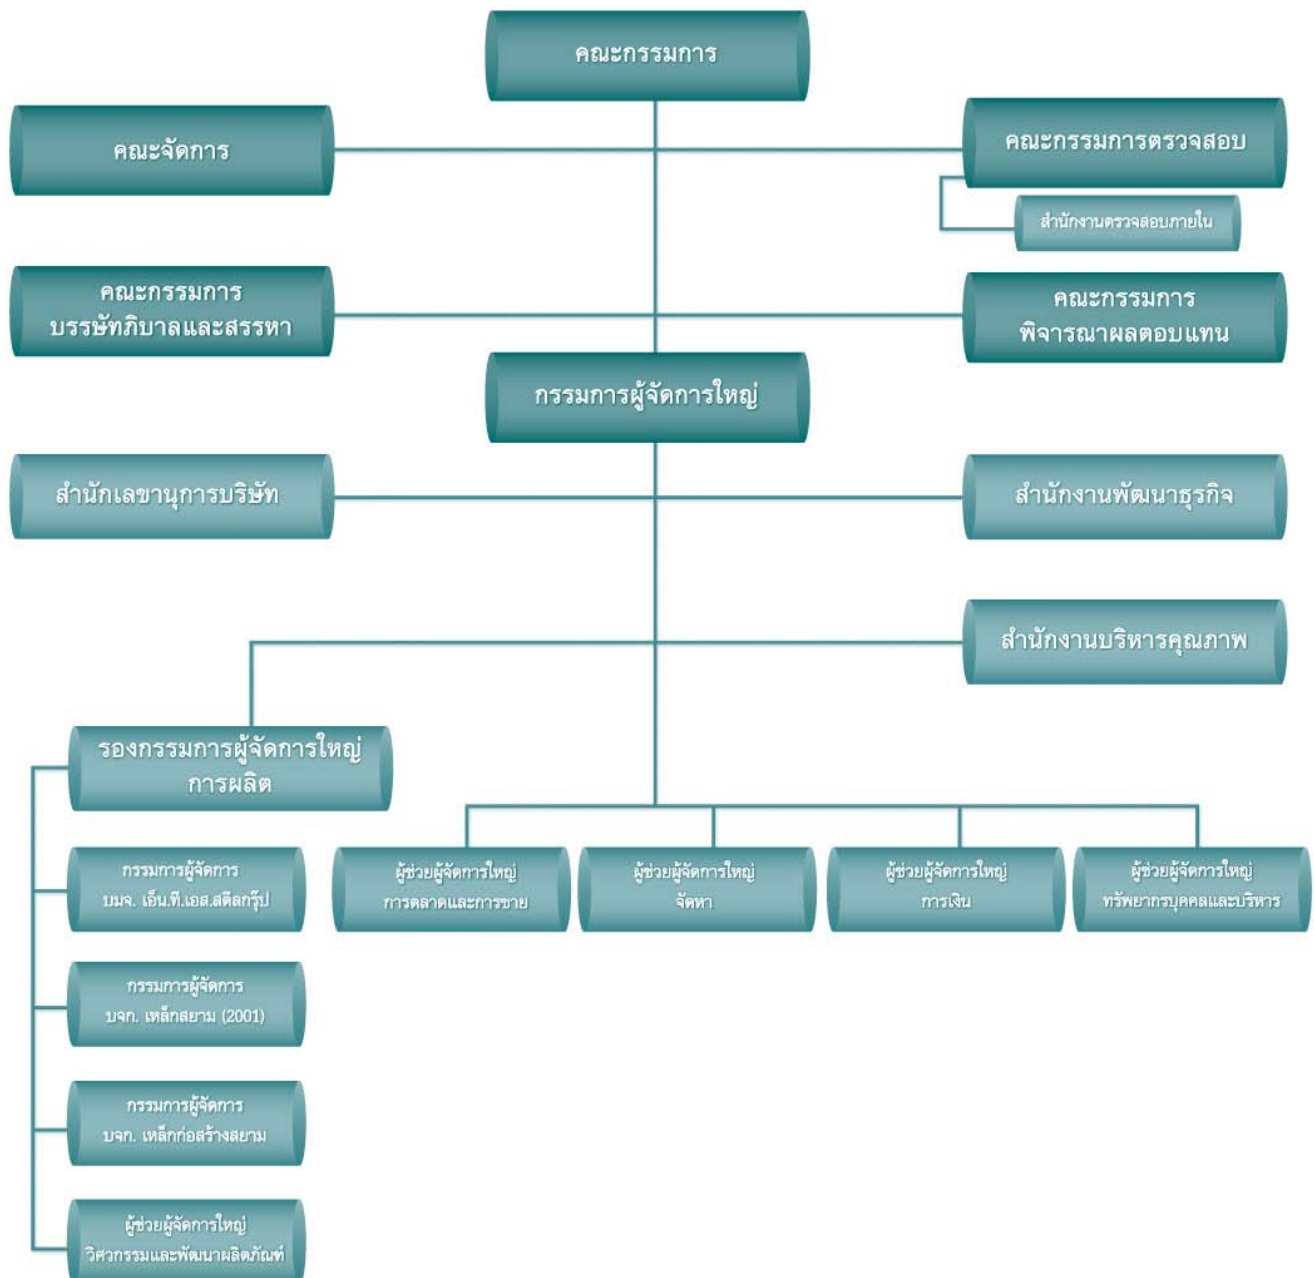 คณะกรรมการ
คณะจัดการ
คณะกรรมการตรวจสอบ
สำนักงานตรวจสอบภายใน
คณะกรรมการ
บรรษัทภิบาลและสรรหา
คณะกรรมการ
พิจารณาผลตอบแทน
กรรมการผู้จัดการใหญ่
สำนักเลขานุการบริษัท
สำนักงานพัฒนาธุรกิจ
สำนักงานบริหารคุณภาพ
รองกรรมการผู้จัดการใหญ่
การผลิต
ผู้ช่วยผู้จัดการใหญ่
การตลาดและการขาย
ผู้ช่วยผู้จัดการใหญ่
จัดหา
ผู้ช่วยผู้จัดการใหญ่
การเงิน
ผู้ช่วยผู้จัดการใหญ่
ทรัพยากรบุคคลและบริหาร
กรรมการผู้จัดการ
บมจ. เอ็น.ที.เอส.สตีลกรุ๊ป
กรรมการผู้จัดการ
บจก. เหล็กสยาม (2001)
กรรมการผู้จัดการ
บจก. เหล็กก่อสร้างสยาม
ผู้ช่วยผู้จัดการใหญ่
วิศวกรรมและพัฒนาผลิตภัณฑ์